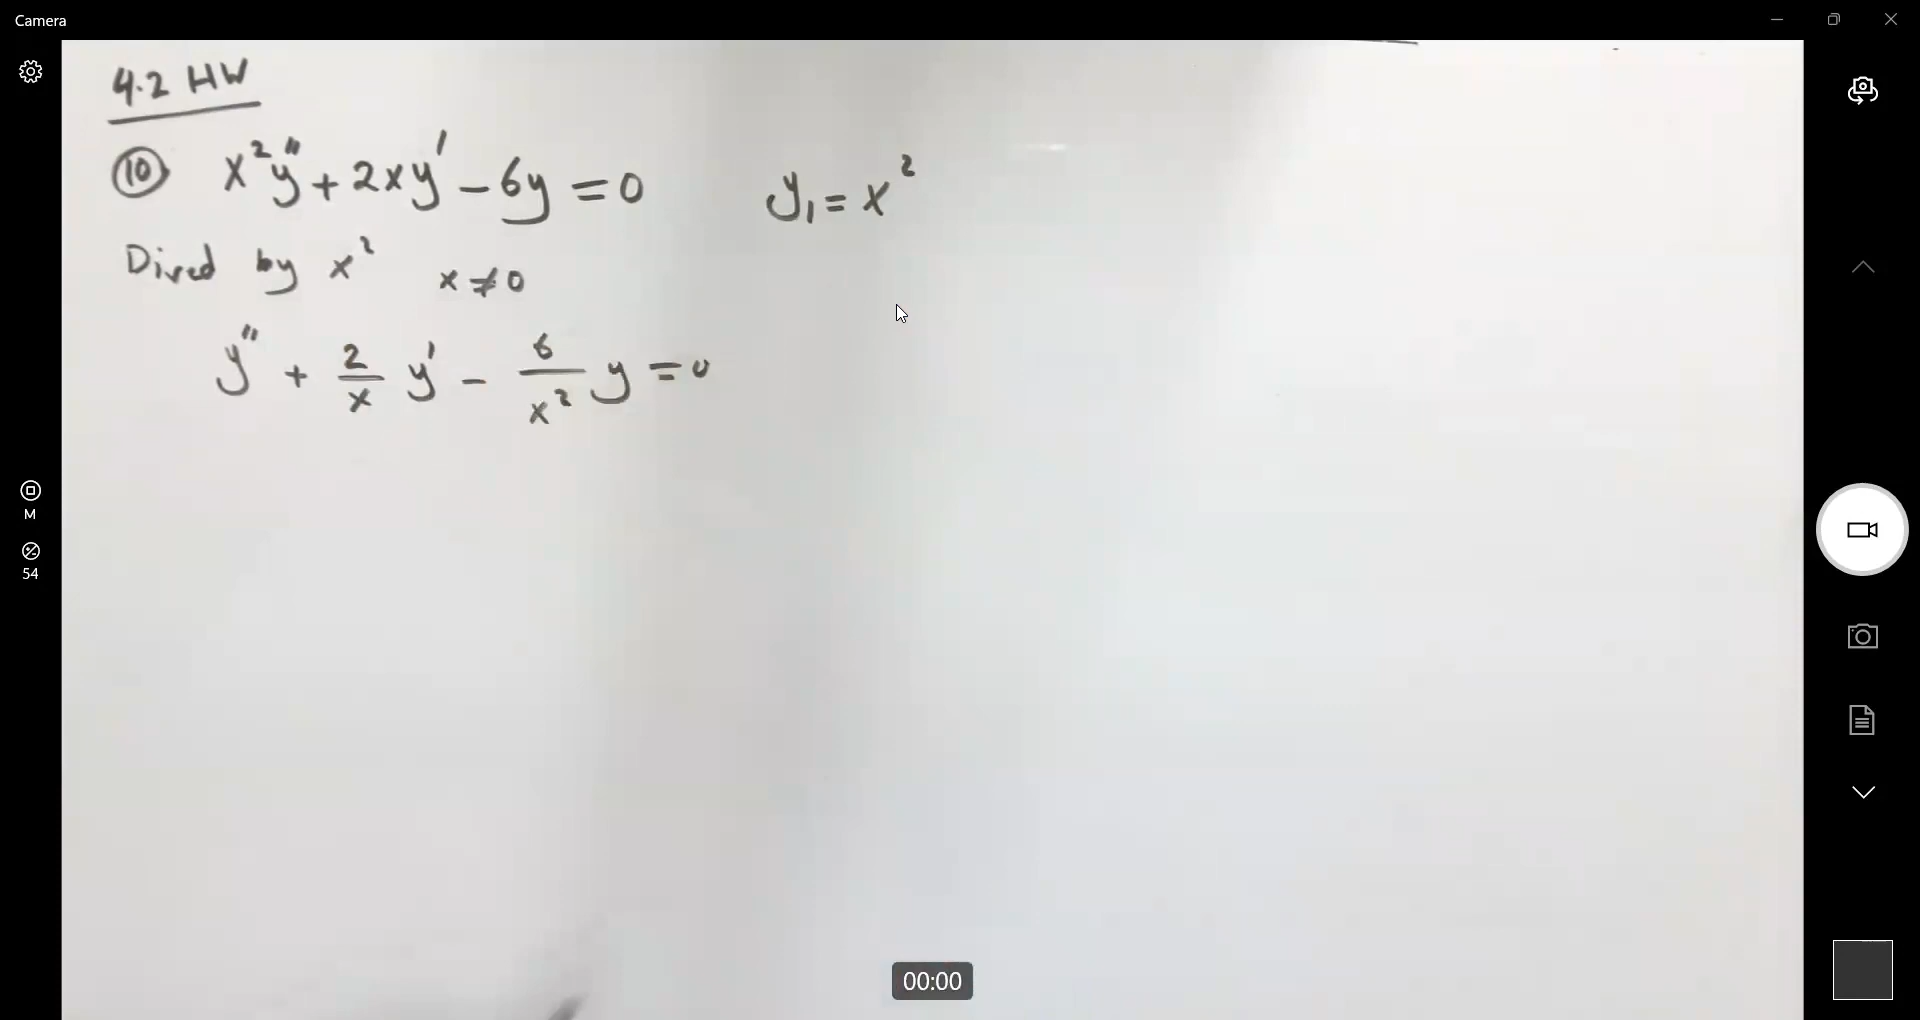 Camera
4.2 HW
⑩ x²y'' + 2xy' - 6y = 0 y₁ = x²
Dived by x² x ≠ 0
y'' + 2/x y' - 6/x² y = 0
M
54
00:00